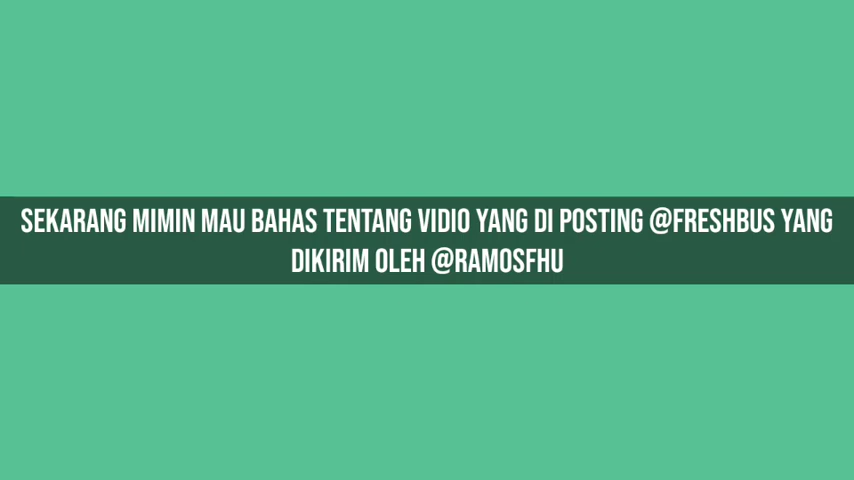 SEKARANG MIMIN MAU BAHAS TENTANG VIDIO YANG DI POSTING @FRESHBUS YANG
DIKIRIM OLEH @RAMOSFHU